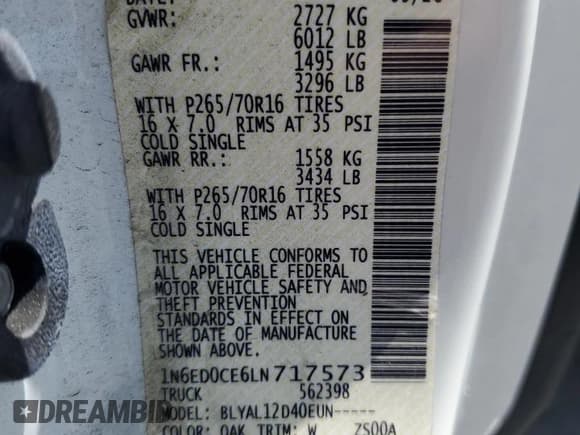 GVWR: 2727 KG
6012 LB
GAWR FR.: 1495 KG
3296 LB
WITH P265/70R16 TIRES
16 X 7.0 RIMS AT 35 PSI
COLD SINGLE
GAWR RR.: 1558 KG
3434 LB
WITH P265/70R16 TIRES
16 X 7.0 RIMS AT 35 PSI
COLD SINGLE
THIS VEHICLE CONFORMS TO
ALL APPLICABLE FEDERAL
MOTOR VEHICLE SAFETY AND
THEFT PREVENTION
STANDARDS IN EFFECT ON
THE DATE OF MANUFACTURE
SHOWN ABOVE.
1N6ED0CE6LN717573
TRUCK 562398
MODEL: BLYAL12D40EUN-----
COLOR: QAK TRIM: W ZS00A
AUTOHELPERBOT.COM